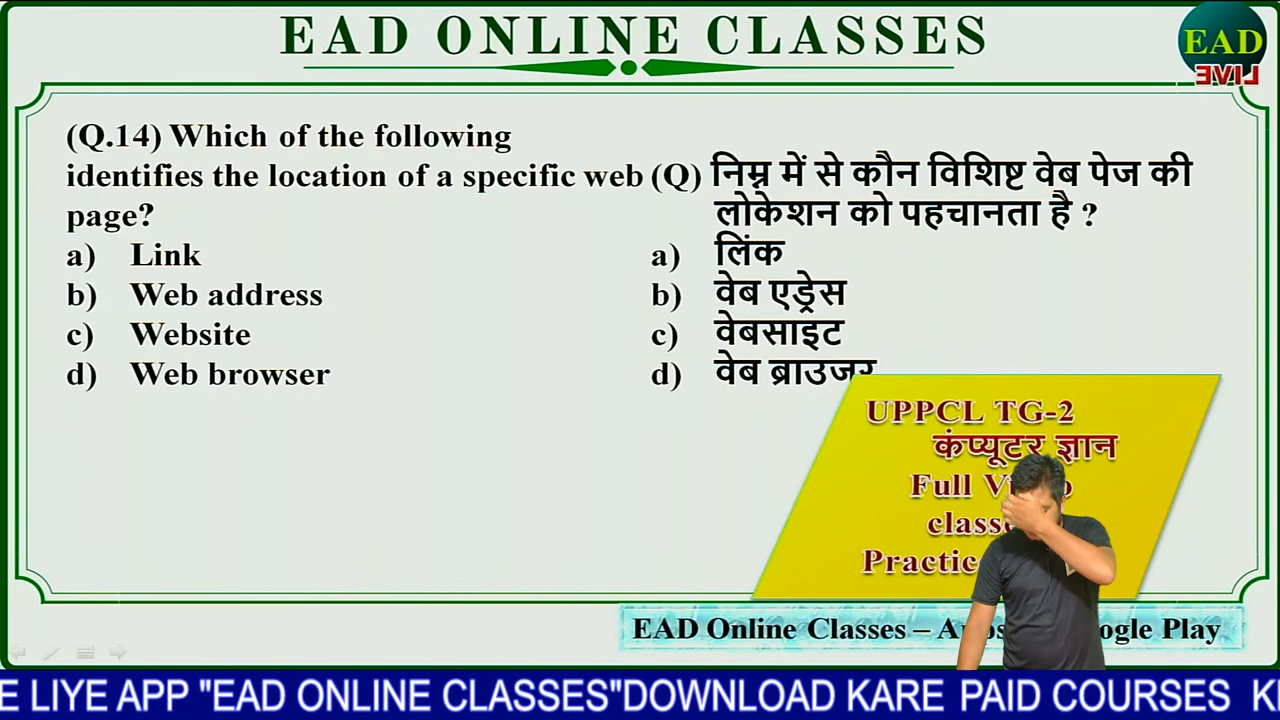 EAD ONLINE CLASSES
EAD
LIVE
(Q.14) Which of the following
identifies the location of a specific web
page?
a) Link
b) Web address
c) Website
d) Web browser
(Q) निम्न में से कौन विशिष्ट वेब पेज की
लोकेशन को पहचानता है ?
a) लिंक
b) वेब एड्रेस
c) वेबसाइट
d) वेब ब्राउजर
UPPCL TG-2
कंप्यूटर ज्ञान
Full
EAD Online Classes – Play
E LIYE APP "EAD ONLINE CLASSES"DOWNLOAD KARE PAID COURSES